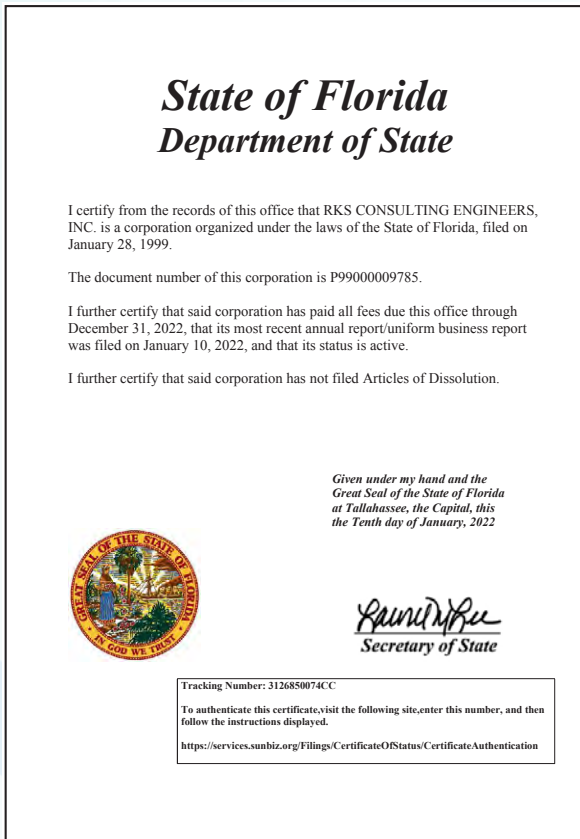 State of Florida
Department of State
I certify from the records of this office that RKS CONSULTING ENGINEERS,
INC. is a corporation organized under the laws of the State of Florida, filed on
January 28, 1999.
The document number of this corporation is P99000009785.
I further certify that said corporation has paid all fees due this office through
December 31, 2022, that its most recent annual report/uniform business report
was filed on January 10, 2022, and that its status is active.
I further certify that said corporation has not filed Articles of Dissolution.
Given under my hand and the
Great Seal of the State of Florida
at Tallahassee, the Capital, this
the Tenth day of January, 2022
GREAT SEAL OF THE STATE OF FLORIDA
IN GOD WE TRUST
Secretary of State
Tracking Number: 3126850074CC
To authenticate this certificate,visit the following site,enter this number, and then
follow the instructions displayed.
https://services.sunbiz.org/Filings/CertificateOfStatus/CertificateAuthentication